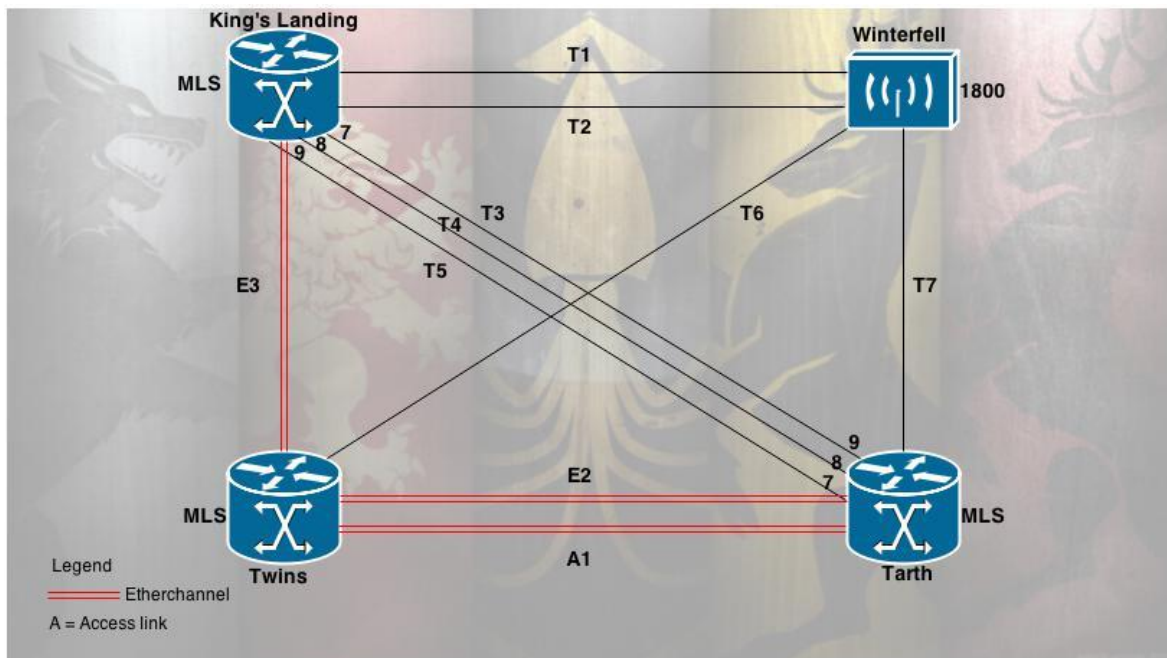 King's Landing
Winterfell
MLS
T1
1800
T2
7
8
9
T3
T4
T5
T6
E3
T7
9
8
7
E2
MLS
MLS
A1
Twins
Tarth
Legend
Etherchannel
A = Access link